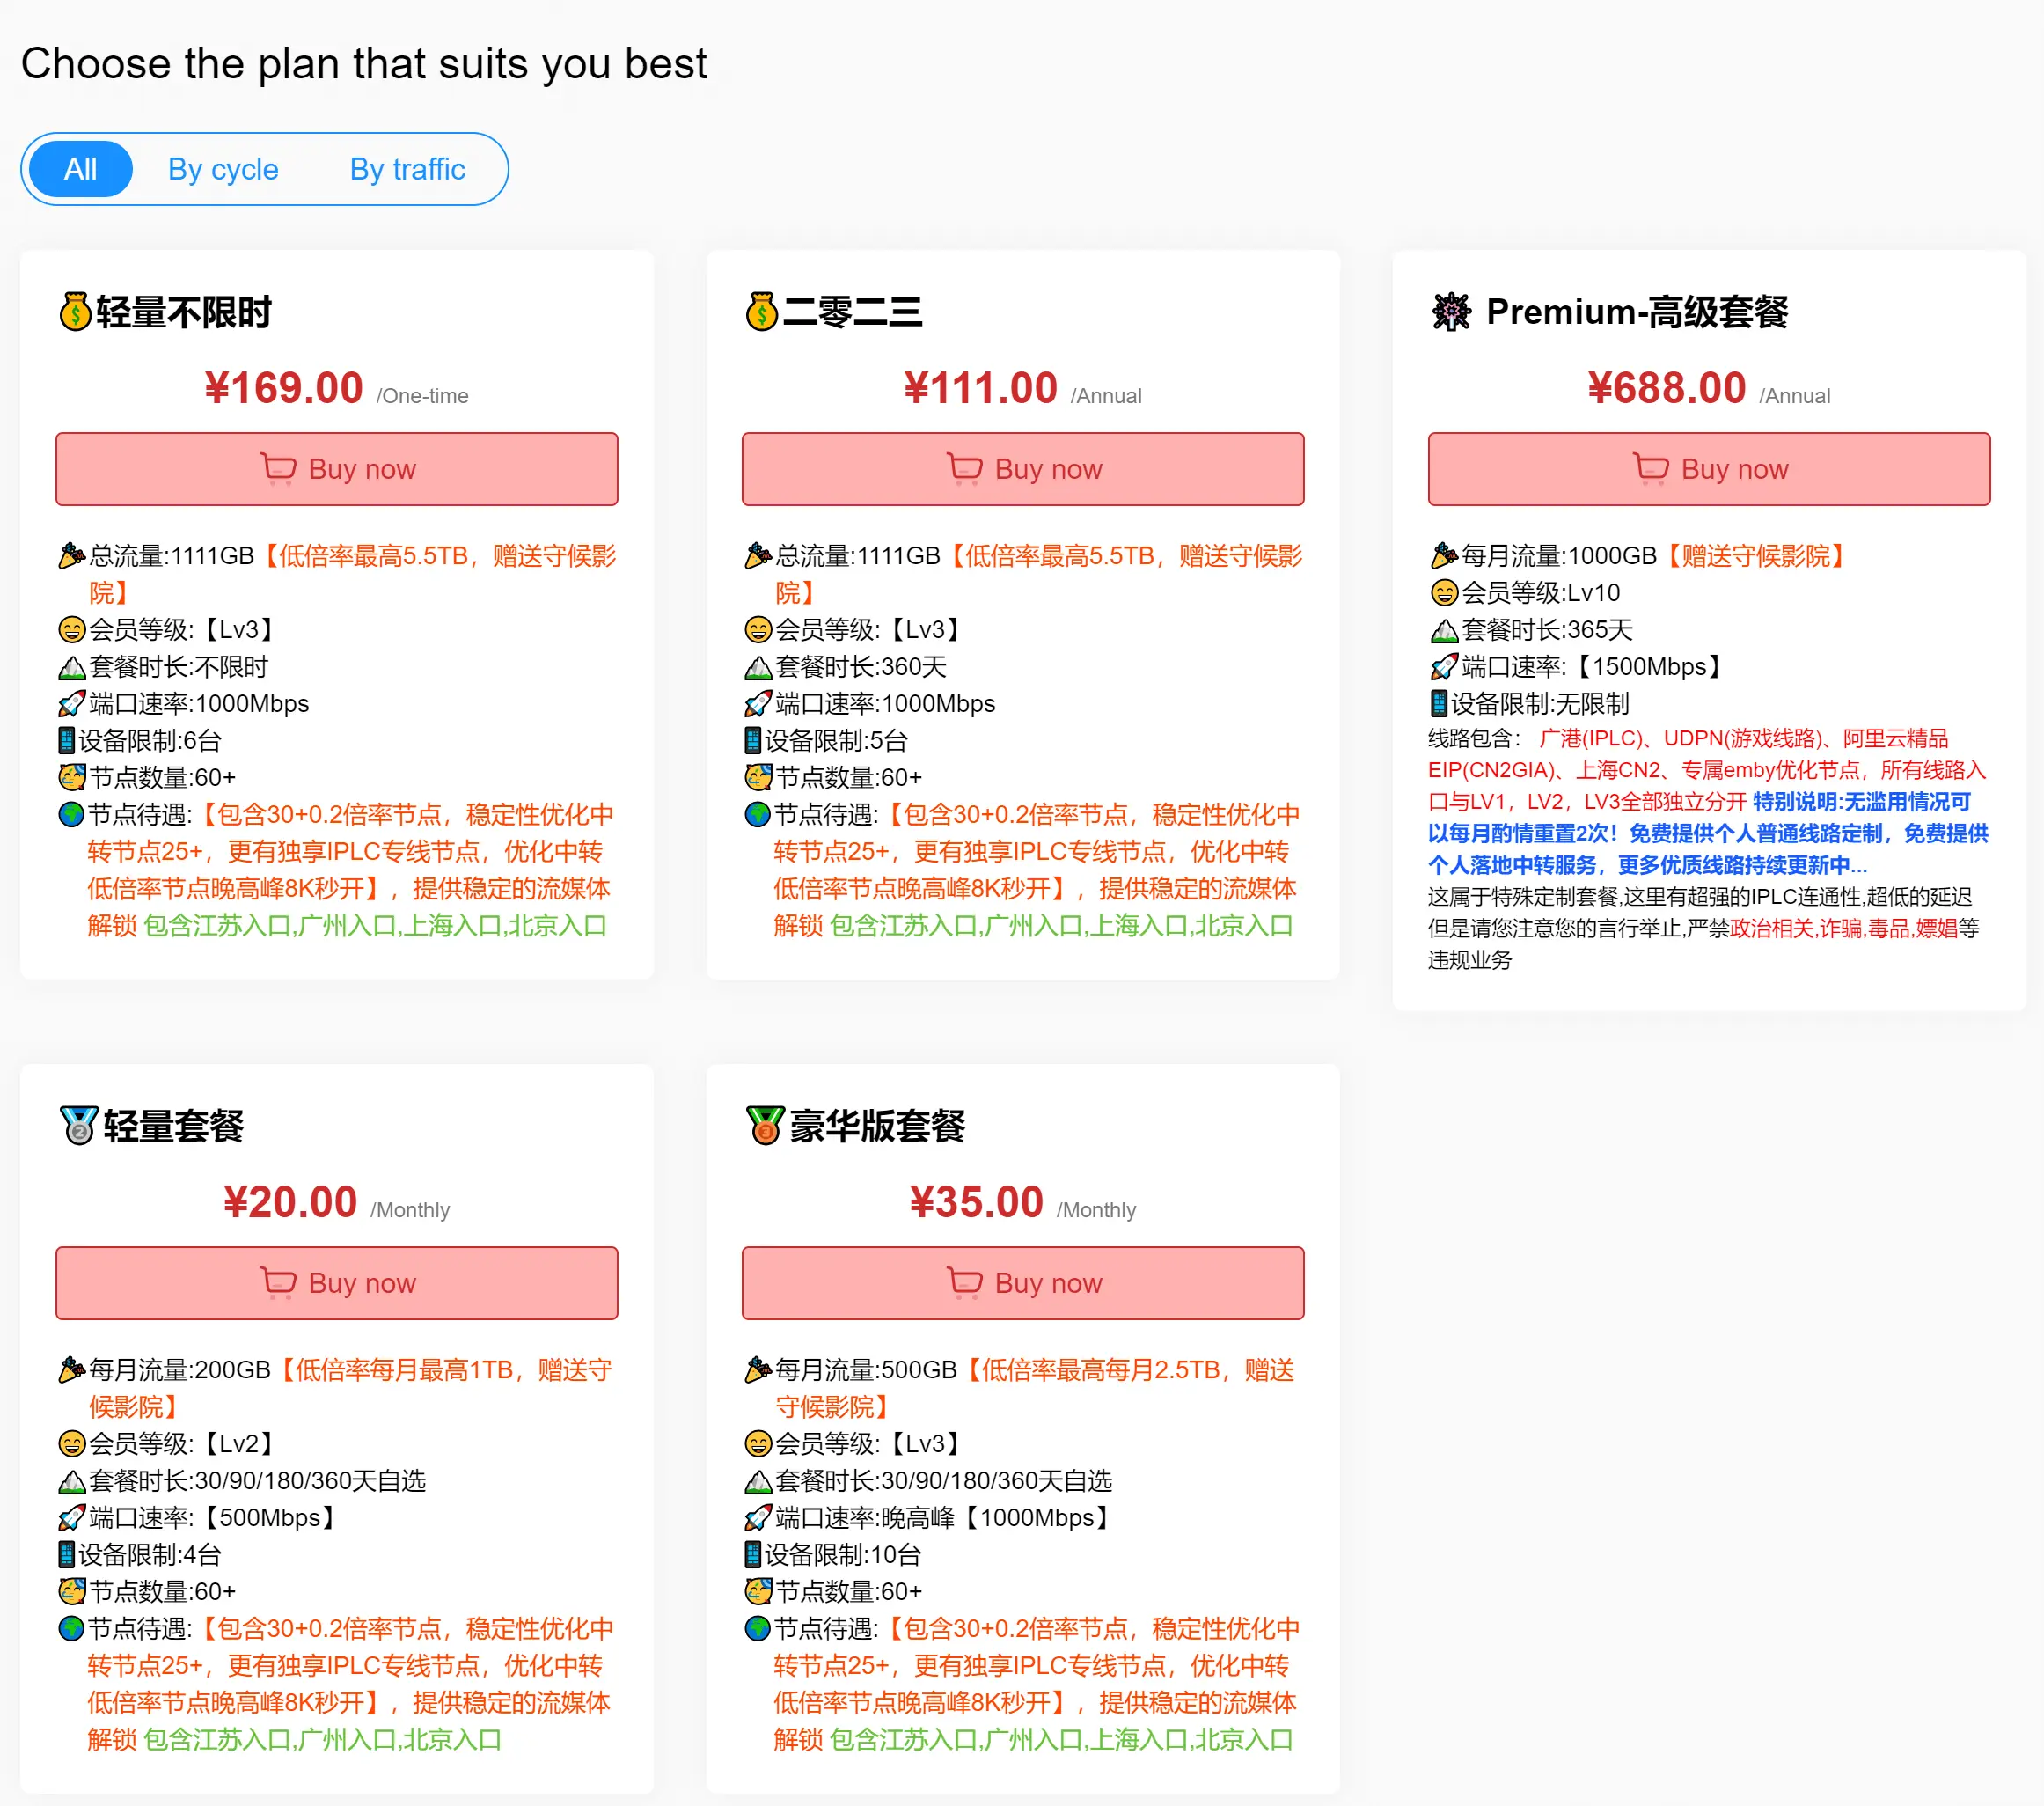 Choose the plan that suits you best
All By cycle By traffic
轻量不限时
¥169.00 /One-time
Buy now
总流量:1111GB【低倍率最高5.5TB，赠送守候影
院】
会员等级:【Lv3】
套餐时长:不限时
端口速率:1000Mbps
设备限制:6台
节点数量:60+
节点待遇:【包含30+0.2倍率节点，稳定性优化中
转节点25+，更有独享IPLC专线节点，优化中转
低倍率节点晚高峰8K秒开】，提供稳定的流媒体
解锁 包含江苏入口,广州入口,上海入口,北京入口
二零二三
¥111.00 /Annual
Buy now
总流量:1111GB【低倍率最高5.5TB，赠送守候影
院】
会员等级:【Lv3】
套餐时长:360天
端口速率:1000Mbps
设备限制:5台
节点数量:60+
节点待遇:【包含30+0.2倍率节点，稳定性优化中
转节点25+，更有独享IPLC专线节点，优化中转
低倍率节点晚高峰8K秒开】，提供稳定的流媒体
解锁 包含江苏入口,广州入口,上海入口,北京入口
Premium-高级套餐
¥688.00 /Annual
Buy now
每月流量:1000GB【赠送守候影院】
会员等级:Lv10
套餐时长:365天
端口速率:【1500Mbps】
设备限制:无限制
线路包含： 广港(IPLC)、UDPN(游戏线路)、阿里云精品
EIP(CN2GIA)、上海CN2、专属emby优化节点，所有线路入
口与LV1，LV2，LV3全部独立分开 特别说明:无滥用情况可
以每月酌情重置2次！免费提供个人普通线路定制，免费提供
个人落地中转服务，更多优质线路持续更新中...
这属于特殊定制套餐,这里有超强的IPLC连通性,超低的延迟
但是请您注意您的言行举止,严禁政治相关,诈骗,毒品,嫖娼等
违规业务
轻量套餐
¥20.00 /Monthly
Buy now
每月流量:200GB【低倍率每月最高1TB，赠送守
候影院】
会员等级:【Lv2】
套餐时长:30/90/180/360天自选
端口速率:【500Mbps】
设备限制:4台
节点数量:60+
节点待遇:【包含30+0.2倍率节点，稳定性优化中
转节点25+，更有独享IPLC专线节点，优化中转
低倍率节点晚高峰8K秒开】，提供稳定的流媒体
解锁 包含江苏入口,广州入口,北京入口
豪华版套餐
¥35.00 /Monthly
Buy now
每月流量:500GB【低倍率最高每月2.5TB，赠送
守候影院】
会员等级:【Lv3】
套餐时长:30/90/180/360天自选
端口速率:晚高峰【1000Mbps】
设备限制:10台
节点数量:60+
节点待遇:【包含30+0.2倍率节点，稳定性优化中
转节点25+，更有独享IPLC专线节点，优化中转
低倍率节点晚高峰8K秒开】，提供稳定的流媒体
解锁 包含江苏入口,广州入口,上海入口,北京入口